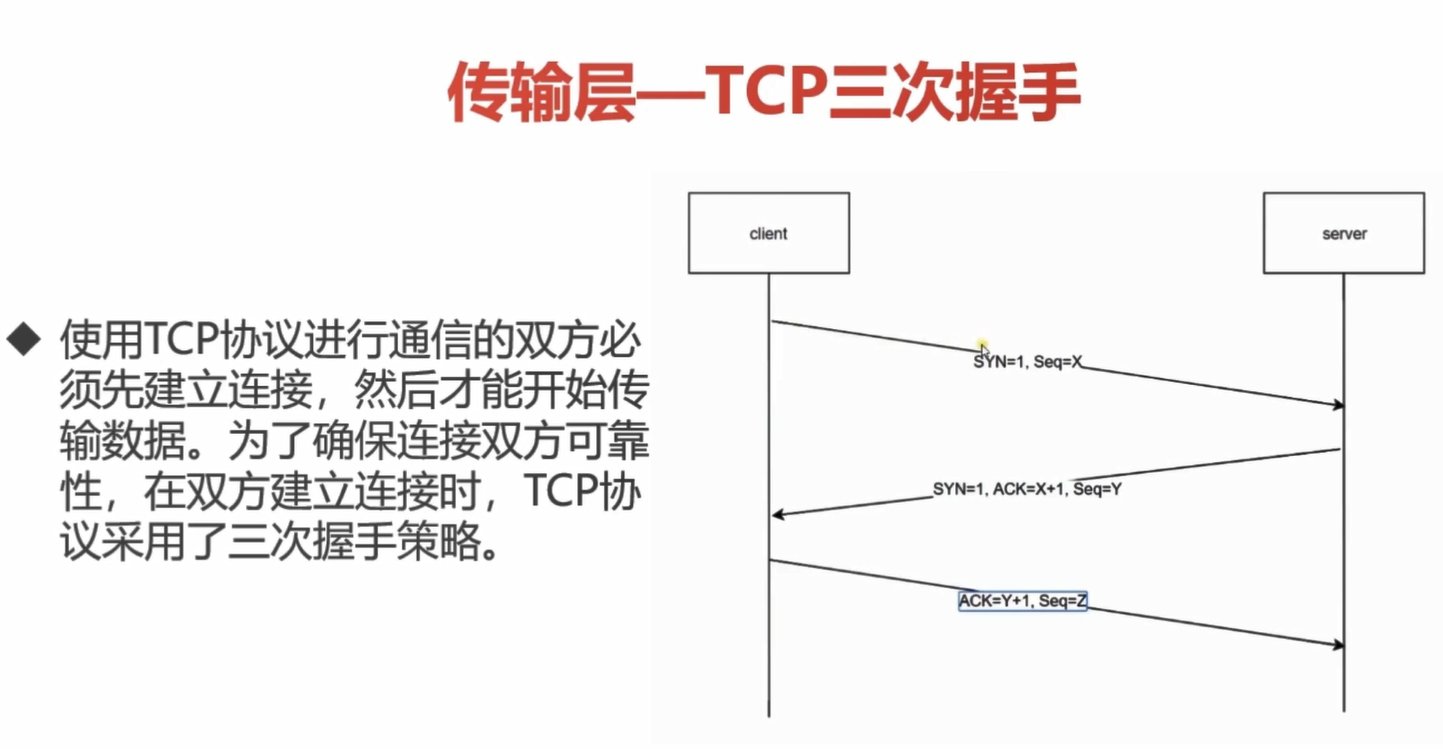 传输层—TCP三次握手
client
server
◆ 使用TCP协议进行通信的双方必
须先建立连接，然后才能开始传
输数据。为了确保连接双方可靠
性，在双方建立连接时，TCP协
议采用了三次握手策略。
SYN=1, Seq=X
SYN=1, ACK=X+1, Seq=Y
ACK=Y+1, Seq=Z